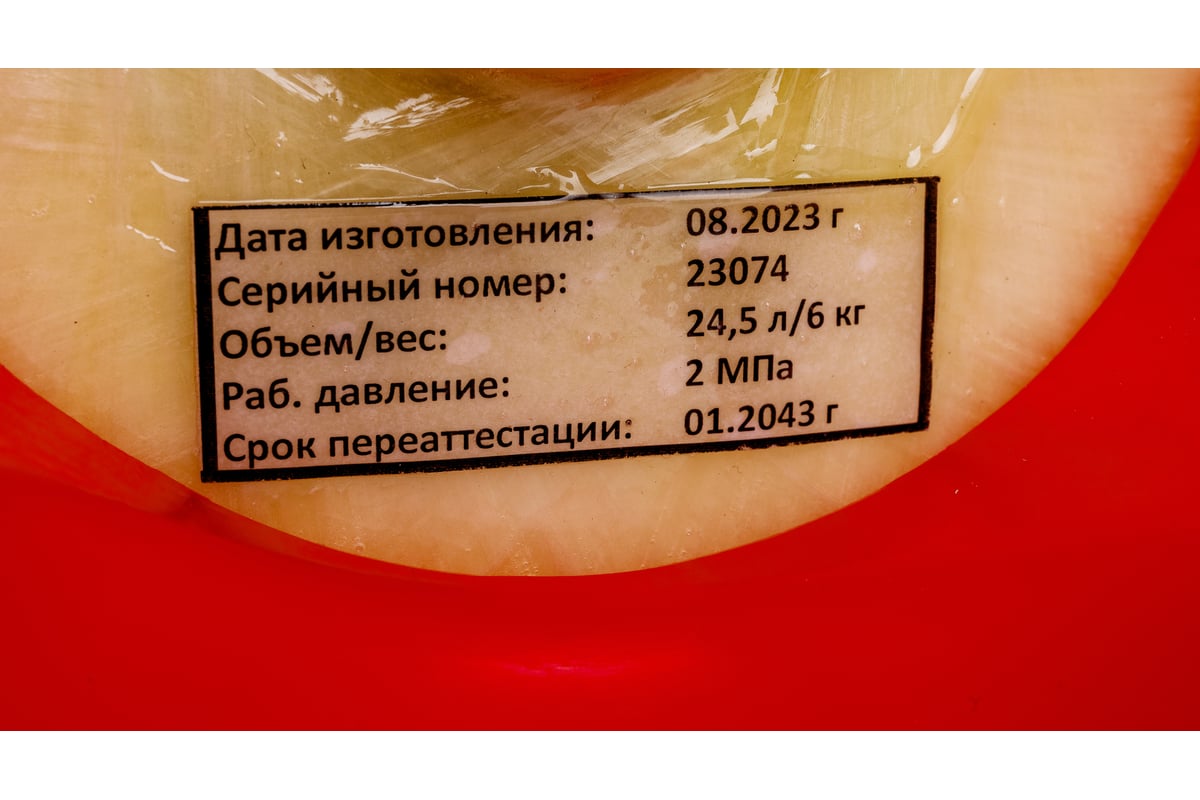 Дата изготовления: 08.2023 г
Серийный номер: 23074
Объем/вес: 24,5 л/6 кг
Раб. давление: 2 МПа
Срок переаттестации: 01.2043 г